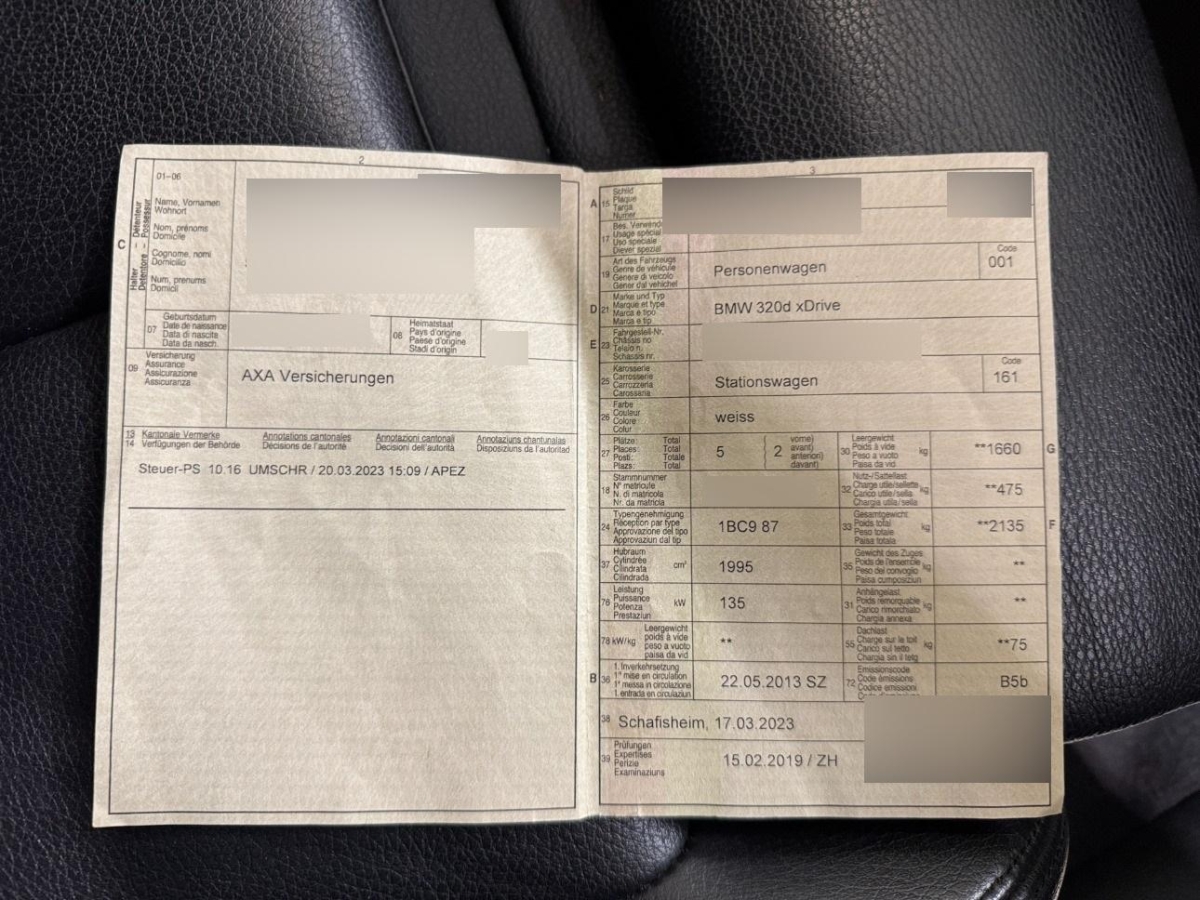 2
01-06
Name, Vornamen
Wohnort
Nom, prénoms
Domicile
Cognome, nomi
Domicilio
Num, prenums
Domicil
C
Halter – Détenteur
Detentore – Possessur
07
Geburtsdatum
Date de naissance
Data di nascita
Data da nasch.
08
Heimatstaat
Pays d'origine
Paese d'origine
Stadi d'origin
09
Versicherung
Assurance
Assicurazione
Assicuranza
AXA Versicherungen
13 Kantonale Vermerke Annotations cantonales Annotazioni cantonali Annotaziuns chantunalas
14 Verfügungen der Behörde Décisions de l'autorité Decisioni dell'autorità Disposiziuns da l'autoritad
Steuer-PS 10.16 UMSCHR / 20.03.2023 15:09 / APEZ
3
A 15
Schild
Plaque
Targa
Numer
17
Bes. Verwend
Usage spécial
Uso speciale
Diever spezial
19
Art des Fahrzeugs
Genre de véhicule
Genere di veicolo
Gener dal vehichel
Personenwagen
Code
001
D 21
Marke und Typ
Marque et type
Marca e tipo
Marca e tip
BMW 320d xDrive
E 23
Fahrgestell-Nr.
Châssis no
Telaio n.
Schassis nr.
25
Karosserie
Carrosserie
Carrozzeria
Carossaria
Stationswagen
Code
161
26
Farbe
Couleur
Colore
Color
weiss
27
Plätze: Total
Places: Total
Posti: Totale
Plazs: Total
5
2
vorne)
avant)
anteriori)
davant)
30
Leergewicht
Poids à vide
Peso a vuoto
Paisa da vid
kg
**1660
G
18
Stammnummer
N° matricule
N. di matricola
Nr. da matricla
32
Nutz-/Sattellast
Charge utile/sellette
Carico utile/sella
Chargia utila/sella
kg
**475
24
Typengenehmigung
Réception par type
Approvazione del tipo
Approvaziun dal tip
1BC9 87
33
Gesamtgewicht
Poids total
Peso totale
Paisa totala
kg
**2135
F
37
Hubraum
Cylindrée
Cilindrata
Cilindrada
cm³
1995
35
Gewicht des Zuges
Poids de l'ensemble
Peso del convoglio
Paisa cumposiziun
kg
**
76
Leistung
Puissance
Potenza
Prestaziun
kW
135
31
Anhängelast
Poids remorquable
Carico rimorchiato
Chargia annexa
kg
**
78 kW/kg
Leergewicht
poids à vide
peso a vuoto
paisa da vid
**
55
Dachlast
Charge sur le toit
Carico sul tetto
Chargia sin il tetg
kg
**75
B 36
1. Inverkehrsetzung
1re mise en circulation
1a messa in circolazione
1. entrada en circulaziun
22.05.2013 SZ
72
Emissionscode
Code émissions
Codice emissioni
B5b
38
Schafisheim, 17.03.2023
39
Prüfungen
Expertises
Perizie
Examinaziuns
15.02.2019 / ZH